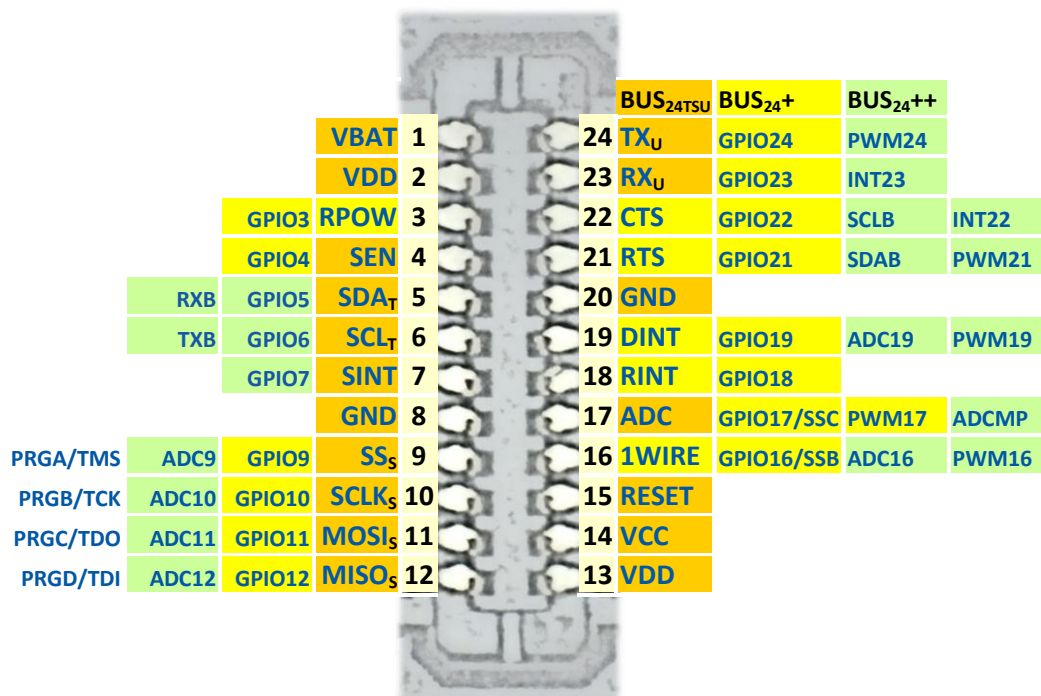 BUS24TSU BUS24+ BUS24++
VBAT 1 24 TXU GPIO24 PWM24
VDD 2 23 RXU GPIO23 INT23
GPIO3 RPOW 3 22 CTS GPIO22 SCLB INT22
GPIO4 SEN 4 21 RTS GPIO21 SDAB PWM21
RXB GPIO5 SDAT 5 20 GND
TXB GPIO6 SCLT 6 19 DINT GPIO19 ADC19 PWM19
GPIO7 SINT 7 18 RINT GPIO18
GND 8 17 ADC GPIO17/SSC PWM17 ADCMP
PRGA/TMS ADC9 GPIO9 SSS 9 16 1WIRE GPIO16/SSB ADC16 PWM16
PRGB/TCK ADC10 GPIO10 SCLKS 10 15 RESET
PRGC/TDO ADC11 GPIO11 MOSIS 11 14 VCC
PRGD/TDI ADC12 GPIO12 MISOS 12 13 VDD